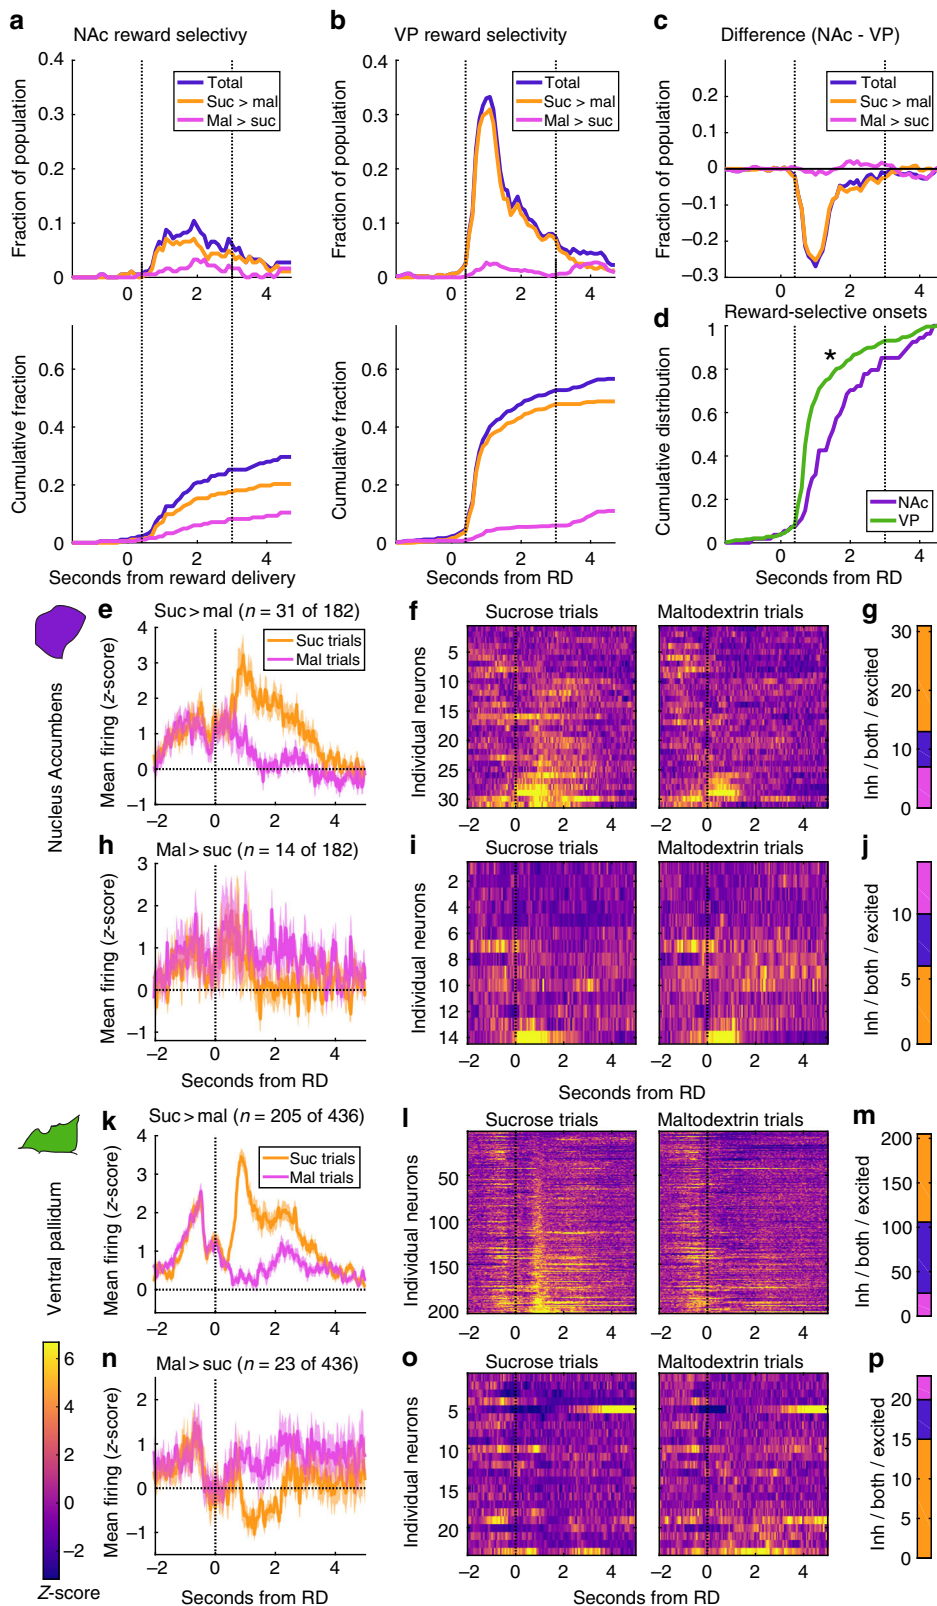 a
NAc reward selectivy
b
VP reward selectivity
c
Difference (NAc - VP)
Fraction of population
0.4
0.3
0.2
0.1
0
Total
Suc > mal
Mal > suc
0 2 4
Fraction of population
0.4
0.3
0.2
0.1
0
Total
Suc > mal
Mal > suc
0 2 4
Fraction of population
0.2
0.1
0
−0.1
−0.2
−0.3
Total
Suc > mal
Mal > suc
0 2 4
Cumulative fraction
0.6
0.4
0.2
0
0 2 4
Seconds from reward delivery
Cumulative fraction
0.6
0.4
0.2
0
0 2 4
Seconds from RD
d
Reward-selective onsets
Cumulative distribution
1
0.8
0.6
0.4
0.2
0
*
NAc
VP
0 2 4
Seconds from RD
Nucleus Accumbens
e
Suc > mal (n = 31 of 182)
Mean firing (z-score)
4
3
2
1
0
−1
Suc trials
Mal trials
−2 0 2 4
f
Sucrose trials
Maltodextrin trials
Individual neurons
5
10
15
20
25
30
−2 0 2 4
−2 0 2 4
g
Inh / both / excited
30
20
10
0
h
Mal > suc (n = 14 of 182)
Mean firing (z-score)
3
2
1
0
−1
−2 0 2 4
Seconds from RD
i
Sucrose trials
Maltodextrin trials
Individual neurons
2
4
6
8
10
12
14
−2 0 2 4
−2 0 2 4
Seconds from RD
j
Inh / both / excited
10
5
0
Ventral pallidum
k
Suc > mal (n = 205 of 436)
Mean firing (z-score)
4
3
2
1
0
Suc trials
Mal trials
−2 0 2 4
l
Sucrose trials
Maltodextrin trials
Individual neurons
50
100
150
200
−2 0 2 4
−2 0 2 4
m
Inh / both / excited
200
150
100
50
0
6
4
2
0
−2
Z-score
n
Mal > suc (n = 23 of 436)
Mean firing (z-score)
2
1
0
−1
−2 0 2 4
Seconds from RD
o
Sucrose trials
Maltodextrin trials
Individual neurons
5
10
15
20
−2 0 2 4
−2 0 2 4
Seconds from RD
p
Inh / both / excited
20
15
10
5
0